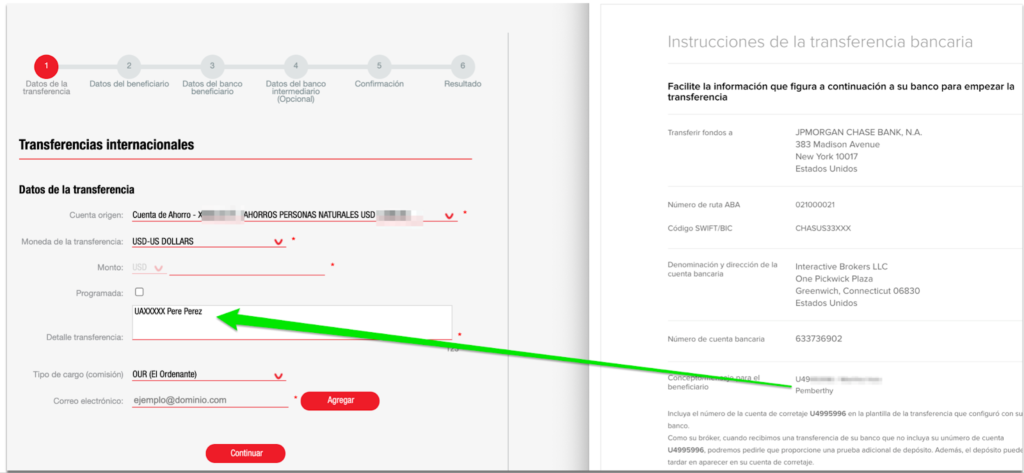 1
2
3
4
5
6
Datos de la
transferencia
Datos del beneficiario
Datos del banco
beneficiario
Datos del banco
intermediario
(Opcional)
Confirmación
Resultado
Transferencias internacionales
Datos de la transferencia
Cuenta origen: Cuenta de Ahorro - X AHORROS PERSONAS NATURALES USD *
Moneda de la transferencia: USD-US DOLLARS *
Monto: USD *
Programada:
UAXXXXX Pere Perez
Detalle transferencia: *
Tipo de cargo (comisión) OUR (El Ordenante)
Correo electrónico: ejemplo@dominio.com * Agregar
Continuar
Instrucciones de la transferencia bancaria
Facilite la información que figura a continuación a su banco para empezar la
transferencia
Transferir fondos a JPMORGAN CHASE BANK, N.A.
383 Madison Avenue
New York 10017
Estados Unidos
Número de ruta ABA 021000021
Código SWIFT/BIC CHASUS33XXX
Denominación y dirección de la
cuenta bancaria
Interactive Brokers LLC
One Pickwick Plaza
Greenwich, Connecticut 06830
Estados Unidos
Número de cuenta bancaria 633736902
Concepto/mensaje para el
beneficiario
U49
Pemberthy
Incluya el número de la cuenta de corretaje U4995996 en la plantilla de la transferencia que configuró con su
banco.
Como su bróker, cuando recibimos una transferencia de su banco que no incluya su unúmero de cuenta
U4995996, podremos pedirle que proporcione una prueba adicional de depósito. Además, el depósito puede
tardar en aparecer en su cuenta de corretaje.